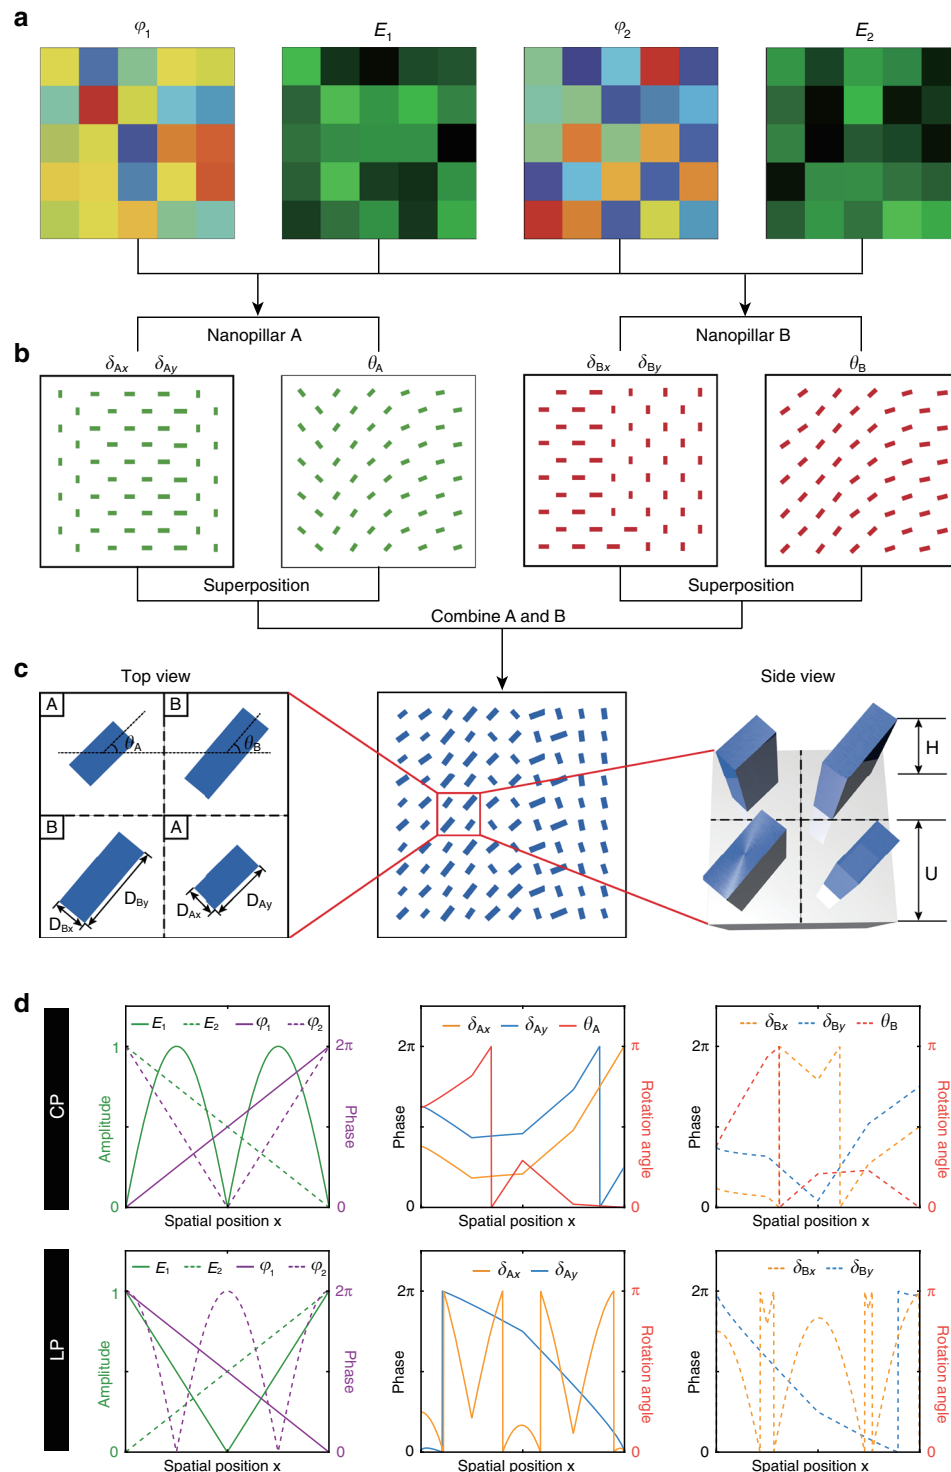 a
φ1 E1 φ2 E2
Nanopillar A Nanopillar B
b
δAx δAy θA δBx δBy θB
Superposition Superposition
Combine A and B
c
Top view Side view
A B
θA θB
H
B A
DBx DBy DAx DAy
U
d
CP
E1 E2 φ1 φ2
1 2π
Amplitude
Phase
0 0
Spatial position x
δAx δAy θA
2π π
Phase
Rotation angle
0 0
Spatial position x
δBx δBy θB
2π π
Phase
Rotation angle
0 0
Spatial position x
LP
E1 E2 φ1 φ2
1 2π
Amplitude
Phase
0 0
Spatial position x
δAx δAy
2π π
Phase
Rotation angle
0 0
Spatial position x
δBx δBy
2π π
Phase
Rotation angle
0 0
Spatial position x